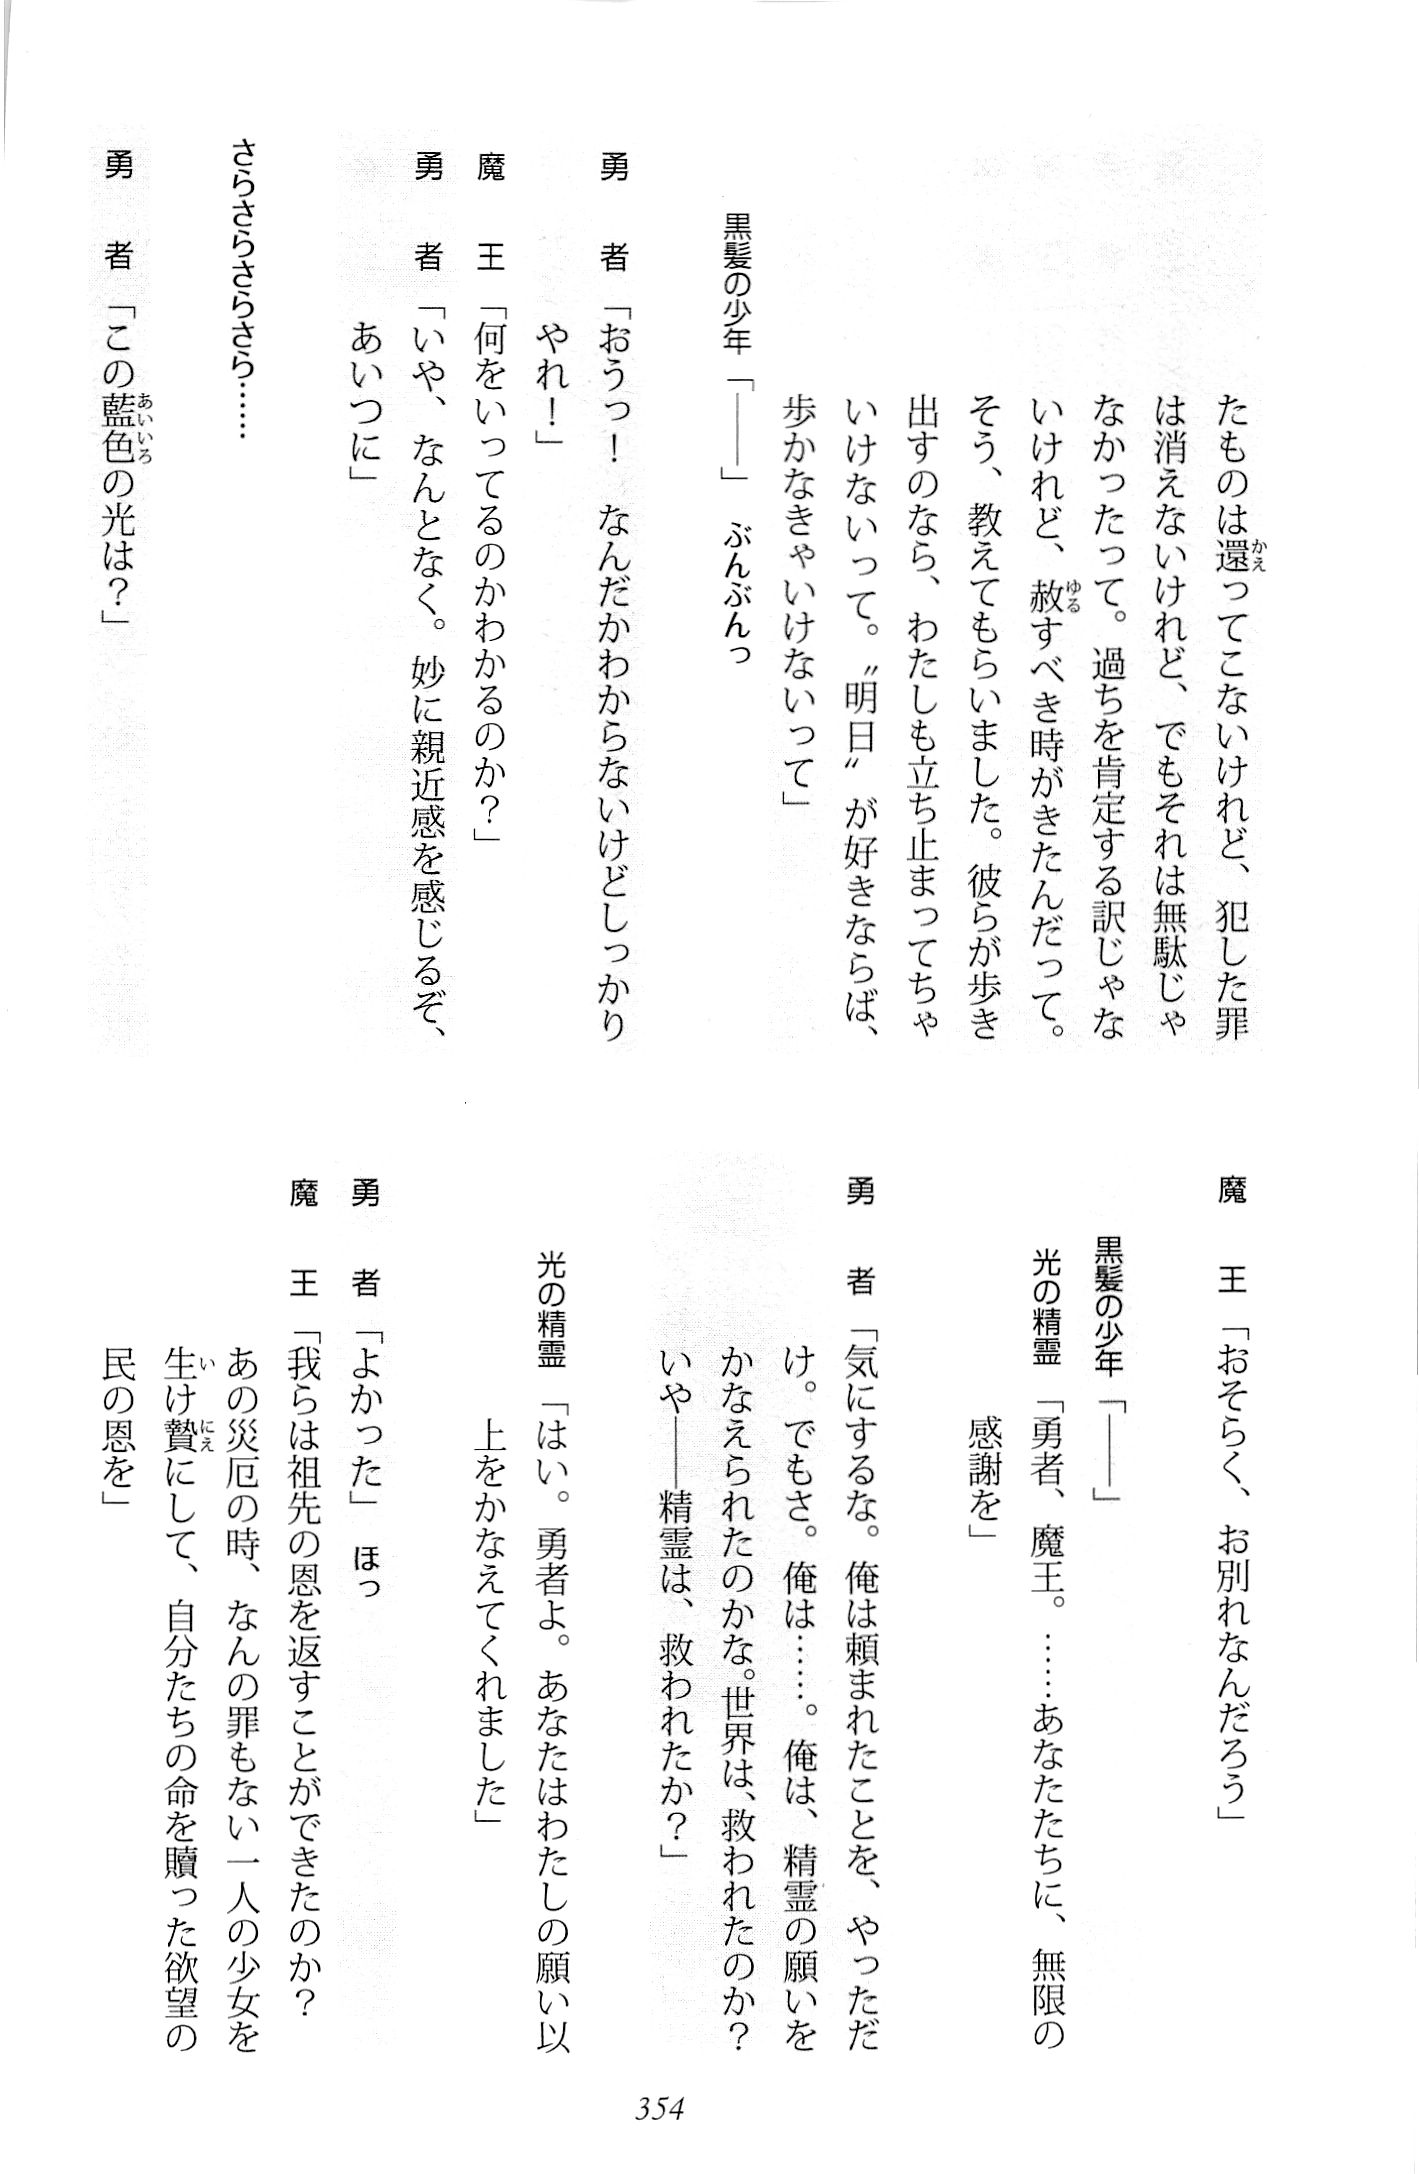 たものは還ってこないけれど、犯した罪
は消えないけれど、でもそれは無駄じゃ
なかったって。過ちを肯定する訳じゃな
いけれど、赦すべき時がきたんだって。
そう、教えてもらいました。彼らが歩き
出すのなら、わたしも立ち止まってちゃ
いけないって。〝明日〟が好きならば、
歩かなきゃいけないって」
黒髪の少年「――」 ぶんぶんっ
勇者「おうっ! なんだかわからないけどしっかり
やれ!」
魔王「何をいってるのかわかるのか?」
勇者「いや、なんとなく。妙に親近感を感じるぞ、
あいつに」
さらさらさらさら……
勇者「この藍色の光は?」
魔王「おそらく、お別れなんだろう」
黒髪の少年「――」
光の精霊「勇者、魔王。……あなたたちに、無限の
感謝を」
勇者「気にするな。俺は頼まれたことを、やっただ
け。でもさ。俺は……。俺は、精霊の願いを
かなえられたのかな。世界は、救われたのか?
いや――精霊は、救われたか?」
光の精霊「はい。勇者よ。あなたはわたしの願い以
上をかなえてくれました」
勇者「よかった」 ほっ
魔王「我らは祖先の恩を返すことができたのか?
あの災厄の時、なんの罪もない一人の少女を
生け贄にして、自分たちの命を贖った欲望の
民の恩を」
354